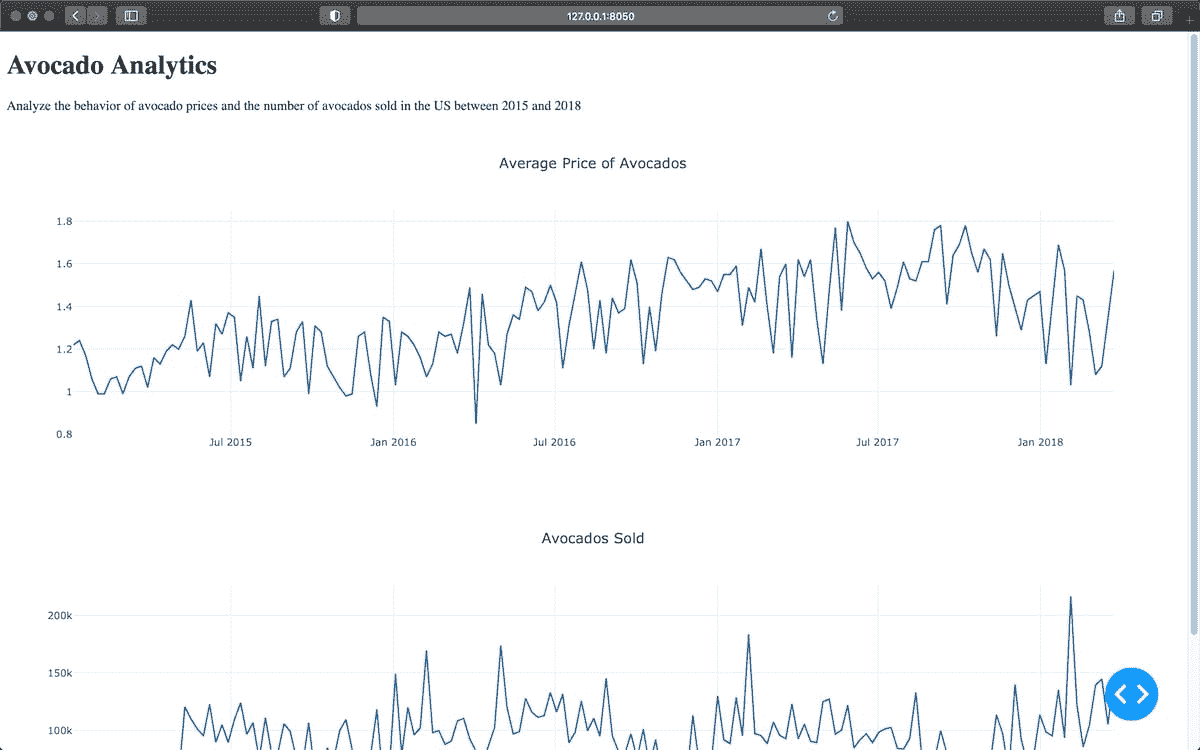 127.0.0.1:8050
Avocado Analytics
Analyze the behavior of avocado prices and the number of avocados sold in the US between 2015 and 2018
Average Price of Avocados
1.8
1.6
1.4
1.2
1
0.8
Jul 2015 Jan 2016 Jul 2016 Jan 2017 Jul 2017 Jan 2018
Avocados Sold
200k
150k
100k